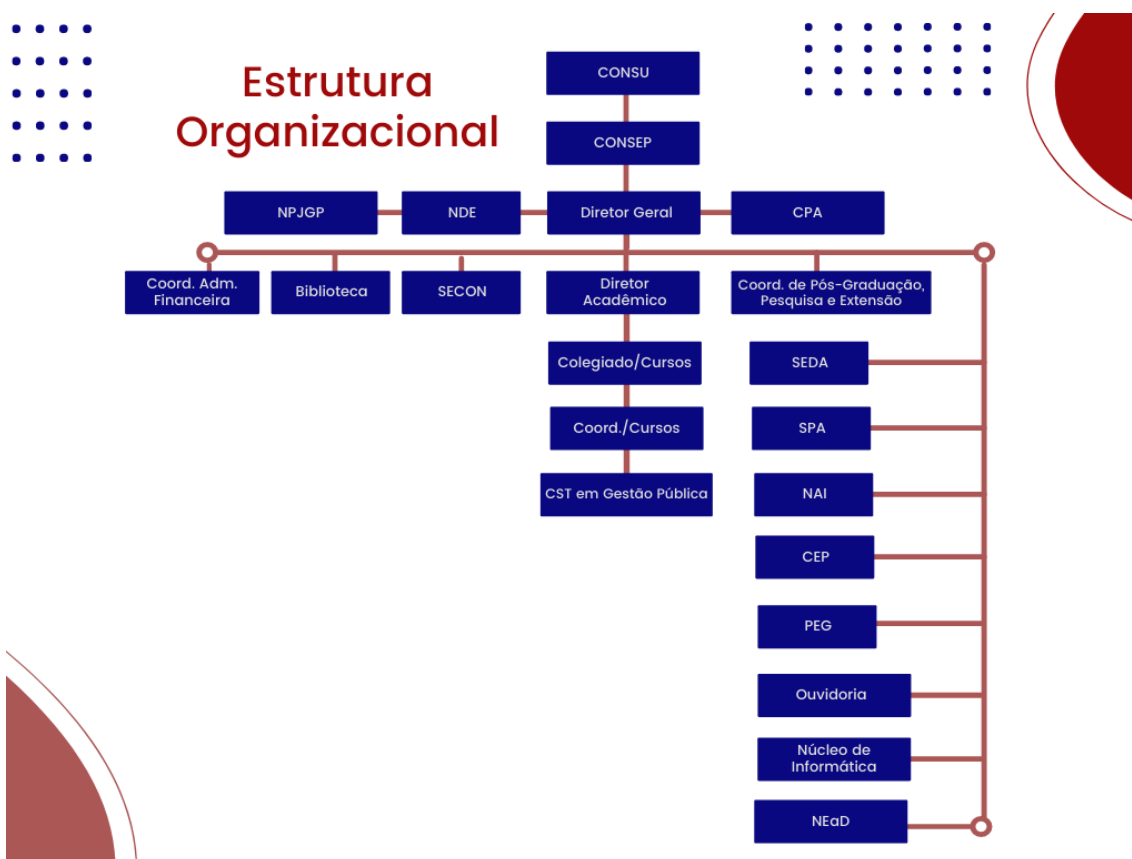 Estrutura
Organizacional
CONSU
CONSEP
NPJGP
NDE
Diretor Geral
CPA
Coord. Adm.
Financeira
Biblioteca
SECON
Diretor
Acadêmico
Coord. de Pós-Graduação,
Pesquisa e Extensão
Colegiado/Cursos
SEDA
Coord./Cursos
SPA
CST em Gestão Pública
NAI
CEP
PEG
Ouvidoria
Núcleo de
Informática
NEaD